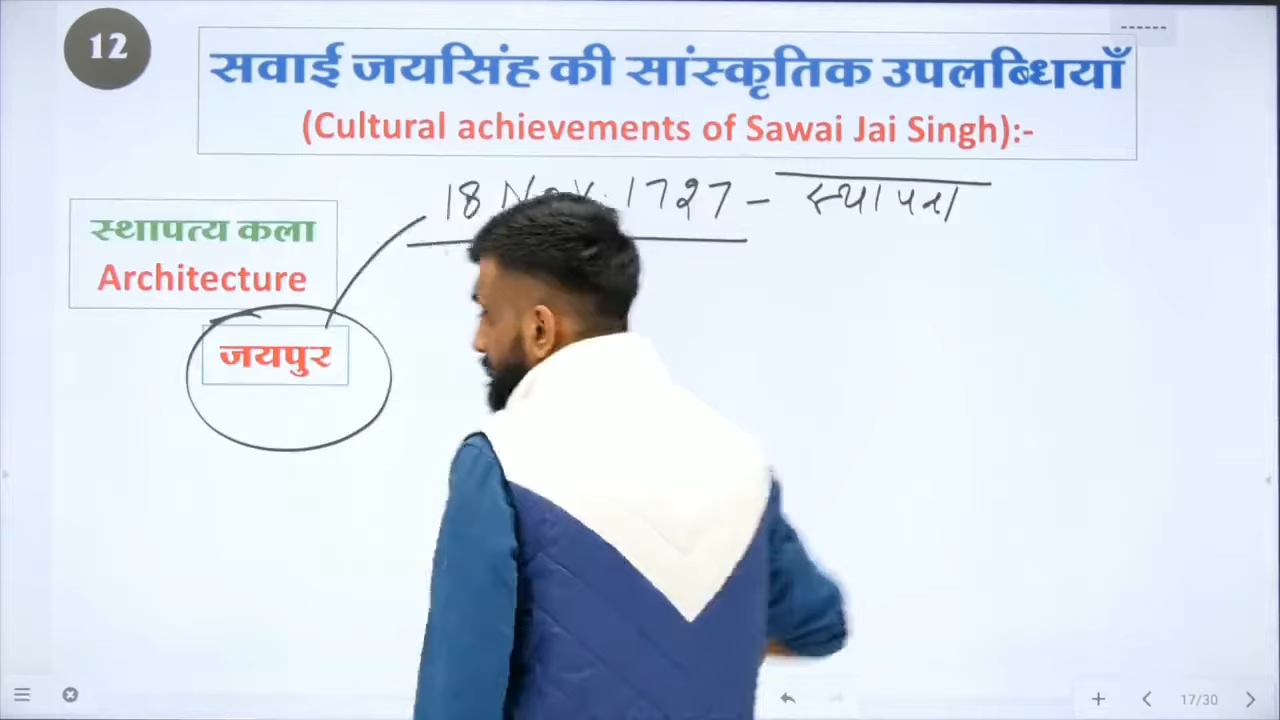 12
सवाई जयसिंह की सांस्कृतिक उपलब्धियाँ
(Cultural achievements of Sawai Jai Singh):-
18 Nov. 1727 - स्थापना
स्थापत्य कला
Architecture
जयपुर
17/30